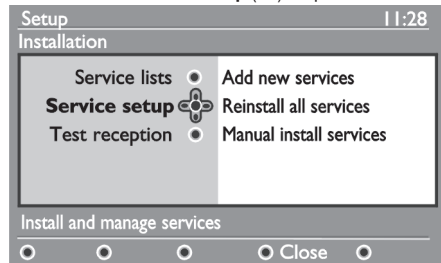 Setup 11:28
Installation
Service lists Add new services
Service setup Reinstall all services
Test reception Manual install services
Install and manage services
Close